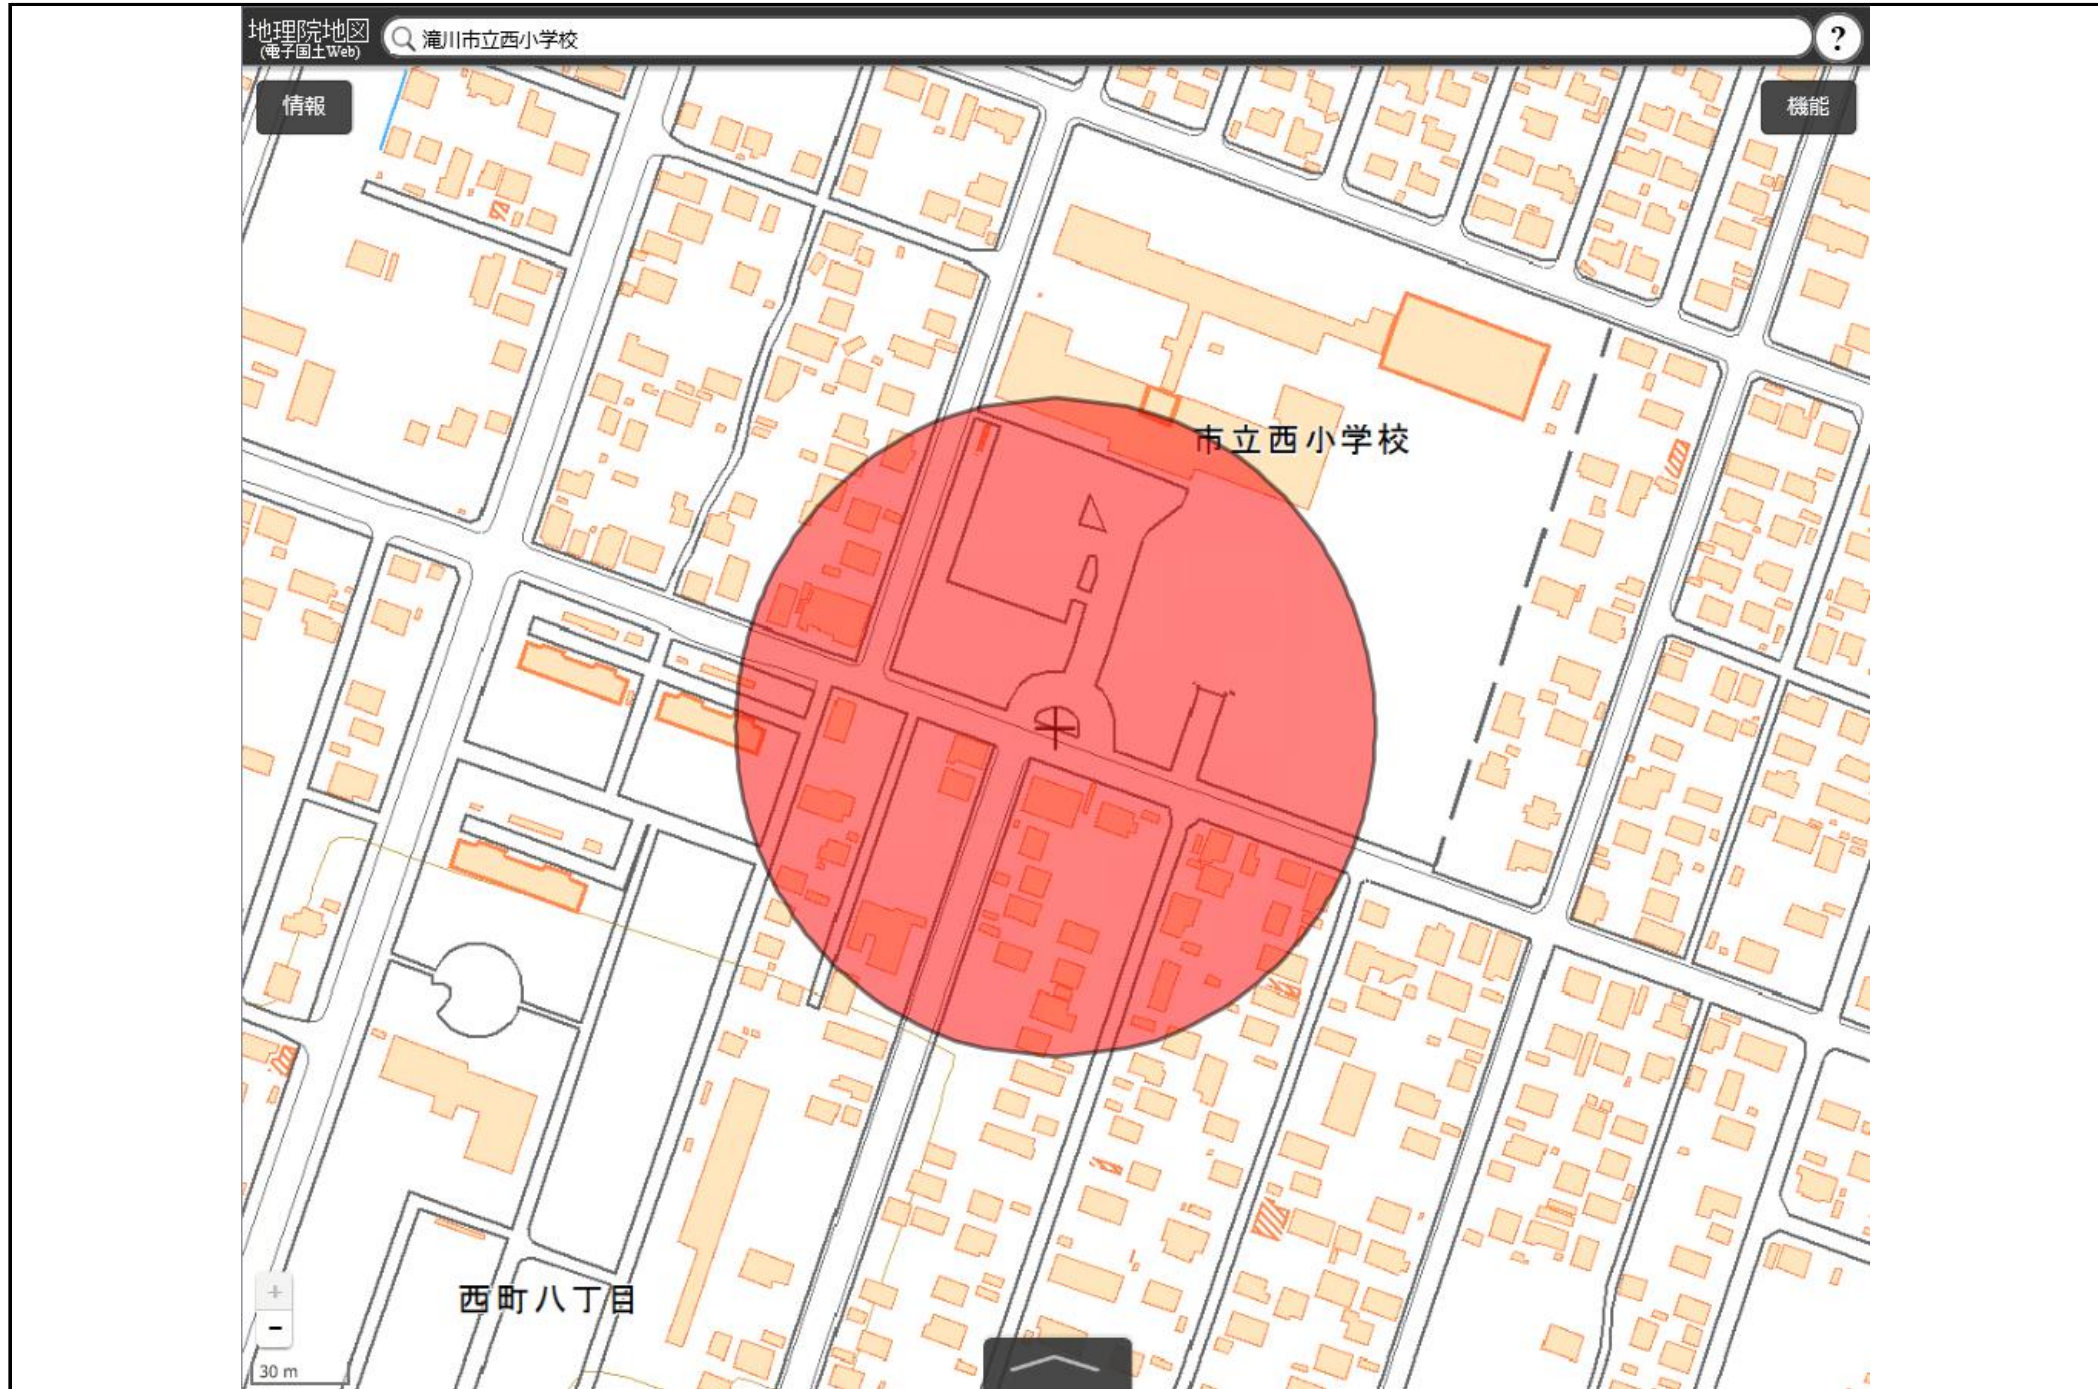 地理院地図
(電子国土Web)
滝川市立西小学校
?
情報
機能
市立西小学校
西町八丁目
+
-
30 m